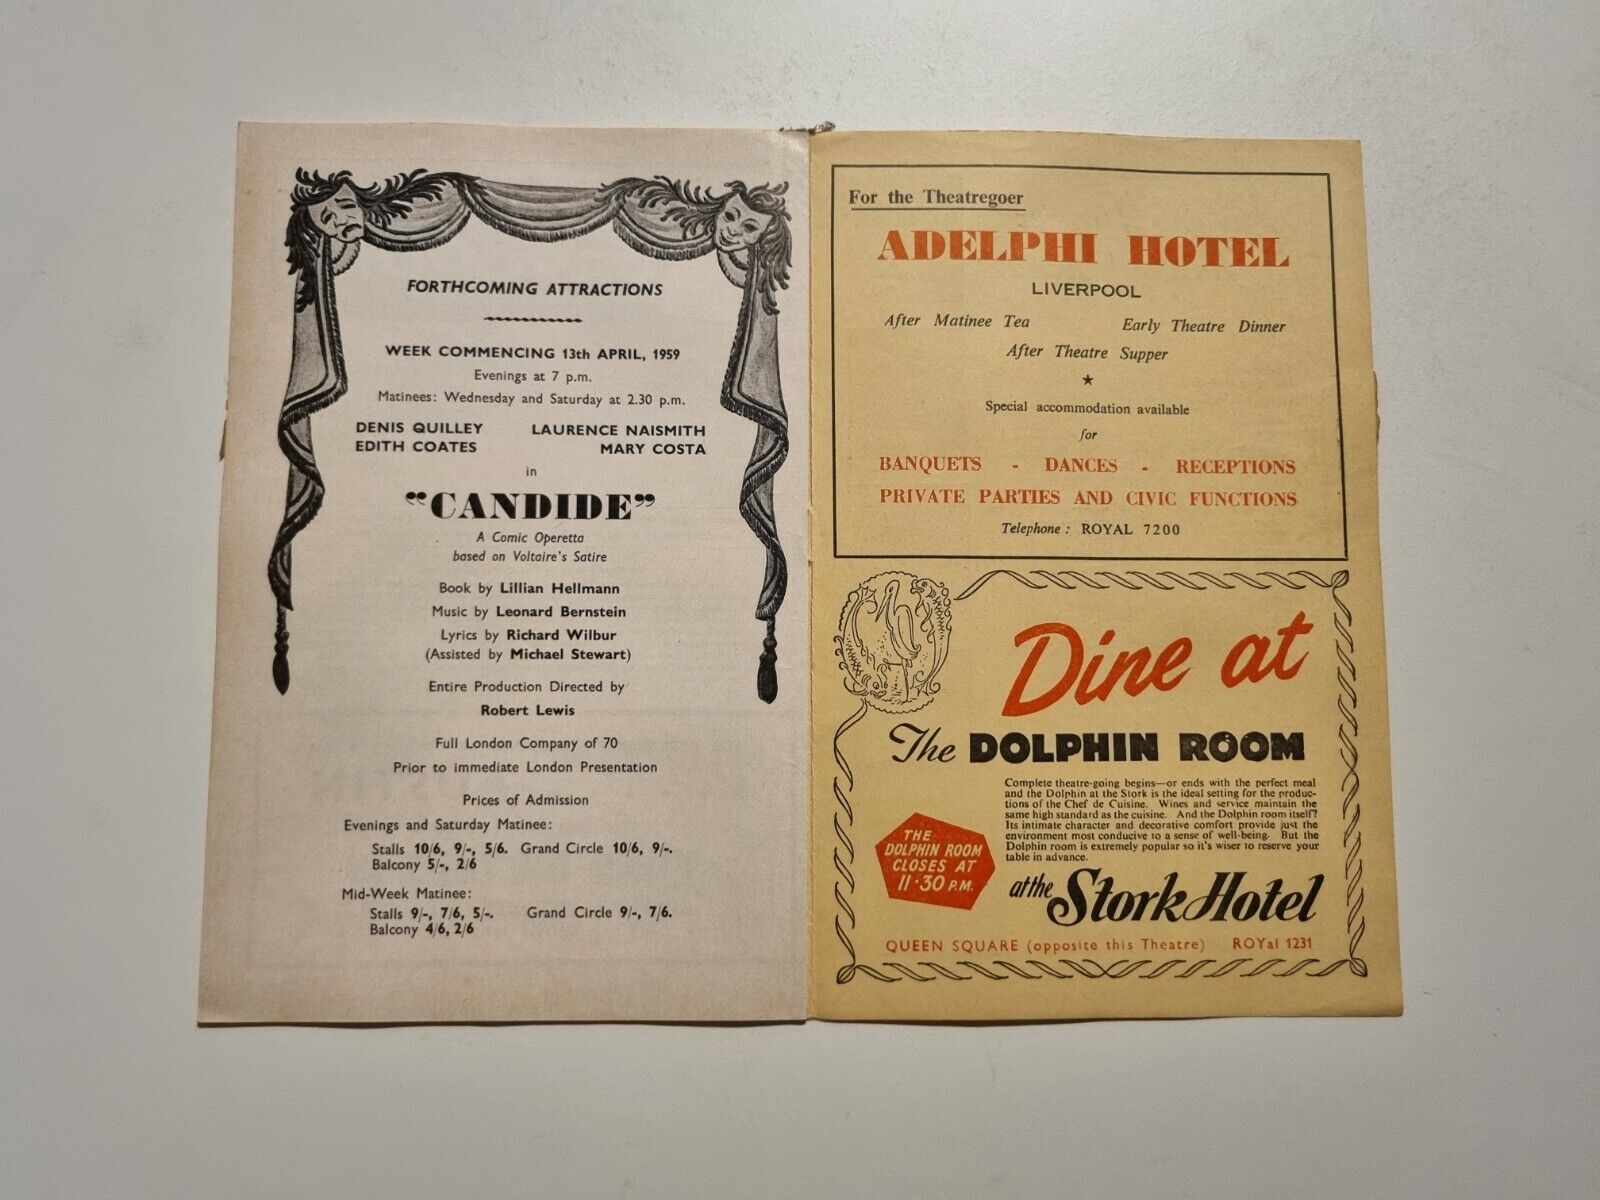 FORTHCOMING ATTRACTIONS
WEEK COMMENCING 13th APRIL, 1959
Evenings at 7 p.m.
Matinees: Wednesday and Saturday at 2.30 p.m.
DENIS QUILLEY LAURENCE NAISMITH
EDITH COATES MARY COSTA
in
"CANDIDE"
A Comic Operetta
based on Voltaire's Satire
Book by Lillian Hellmann
Music by Leonard Bernstein
Lyrics by Richard Wilbur
(Assisted by Michael Stewart)
Entire Production Directed by
Robert Lewis
Full London Company of 70
Prior to immediate London Presentation
Prices of Admission
Evenings and Saturday Matinee:
Stalls 10/6, 9/-, 5/6. Grand Circle 10/6, 9/-.
Balcony 5/-, 2/6
Mid-Week Matinee:
Stalls 9/-, 7/6, 5/-. Grand Circle 9/-, 7/6.
Balcony 4/6, 2/6
For the Theatregoer
ADELPHI HOTEL
LIVERPOOL
After Matinee Tea Early Theatre Dinner
After Theatre Supper
Special accommodation available
for
BANQUETS - DANCES - RECEPTIONS
PRIVATE PARTIES AND CIVIC FUNCTIONS
Telephone : ROYAL 7200
Dine at
The DOLPHIN ROOM
Complete theatre-going begins—or ends with the perfect meal
and the Dolphin at the Stork is the ideal setting for the produc-
tions of the Chef de Cuisine. Wines and service maintain the
same high standard as the cuisine. And the Dolphin room itself?
Its intimate character and decorative comfort provide just the
environment most conducive to a sense of well-being. But the
Dolphin room is extremely popular so it's wiser to reserve your
table in advance.
THE
DOLPHIN ROOM
CLOSES AT
11·30 P.M.
at the Stork Hotel
QUEEN SQUARE (opposite this Theatre) ROYal 1231